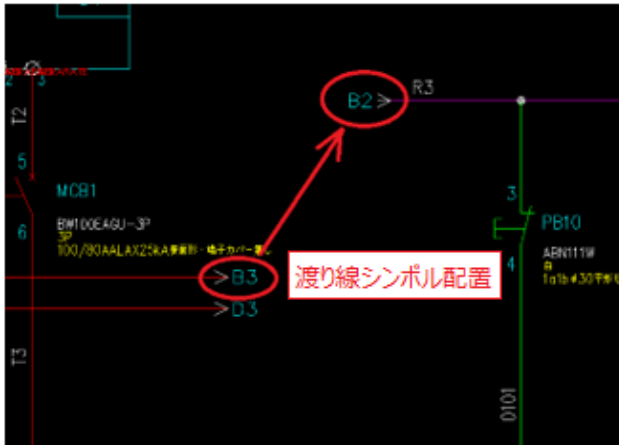 2 3
T2
5
MCB1
6
BW100EAGU-3P
3P
B2 >
R3
3
PB10
4
ABN111W
> B3
> D3
渡り線シンボル配置
T3
0101